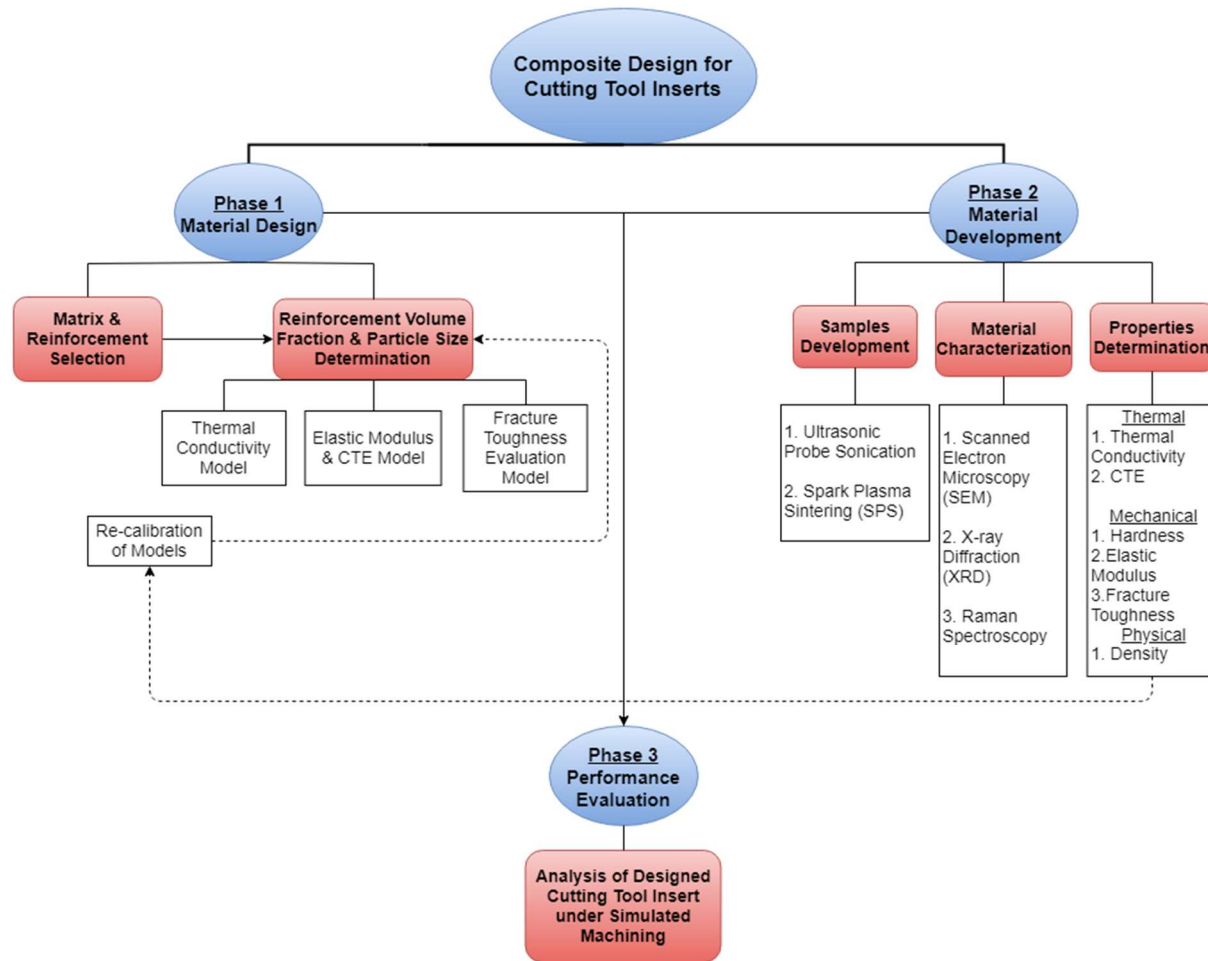 Composite Design for
Cutting Tool Inserts
Phase 1
Material Design
Phase 2
Material
Development
Matrix &
Reinforcement
Selection
Reinforcement Volume
Fraction & Particle Size
Determination
Samples
Development
Material
Characterization
Properties
Determination
Thermal
Conductivity
Model
Elastic Modulus
& CTE Model
Fracture
Toughness
Evaluation
Model
1. Ultrasonic
Probe Sonication
2. Spark Plasma
Sintering (SPS)
1. Scanned
Electron
Microscopy
(SEM)
2. X-ray
Diffraction
(XRD)
3. Raman
Spectroscopy
Thermal
1. Thermal
Conductivity
2. CTE
Mechanical
1. Hardness
2.Elastic
Modulus
3.Fracture
Toughness
Physical
1. Density
Re-calibration
of Models
Phase 3
Performance
Evaluation
Analysis of Designed
Cutting Tool Insert
under Simulated
Machining